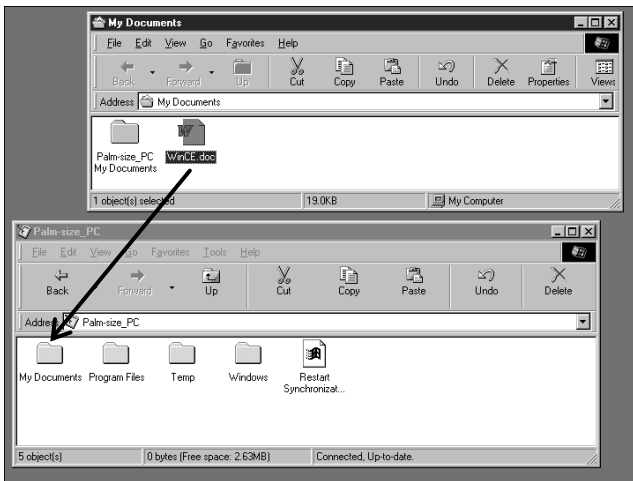 My Documents
File Edit View Go Favorites Help
Back Forward Up Cut Copy Paste Undo Delete Properties Views
Address My Documents
Palm-size_PC
My Documents
WinCE.doc
1 object(s) selected 19.0KB My Computer
Palm-size_PC
File Edit View Go Favorites Tools Help
Back Forward Up Cut Copy Paste Undo Delete
Address Palm-size_PC
My Documents Program Files Temp Windows Restart
Synchronizat...
5 object(s) 0 bytes (Free space: 2.63MB) Connected, Up-to-date.